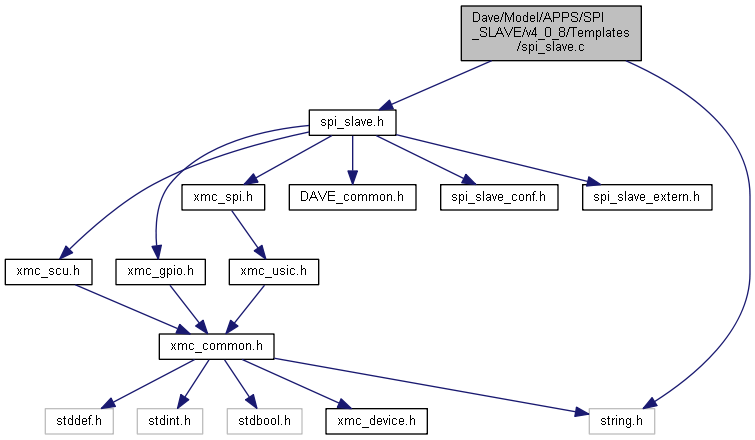 Dave/Model/APPS/SPI
_SLAVE/v4_0_8/Templates
/spi_slave.c
spi_slave.h
xmc_spi.h
DAVE_common.h
spi_slave_conf.h
spi_slave_extern.h
xmc_scu.h
xmc_gpio.h
xmc_usic.h
xmc_common.h
stddef.h
stdint.h
stdbool.h
xmc_device.h
string.h